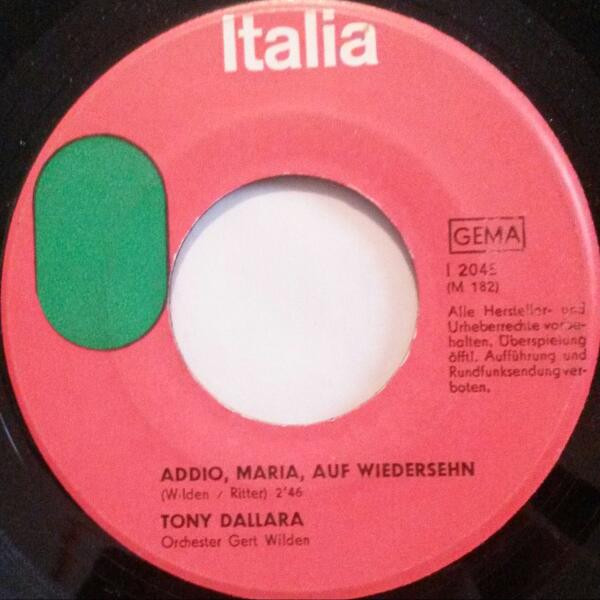 Italia
GEMA
I 2045
(M 182)
Alle Hersteller- und
Urheberrechte vorbe-
halten, Überspielung
öfftl. Aufführung und
Rundfunksendung ver-
boten.
ADDIO, MARIA, AUF WIEDERSEHN
(Wilden / Ritter) 2'46
TONY DALLARA
Orchester Gert Wilden